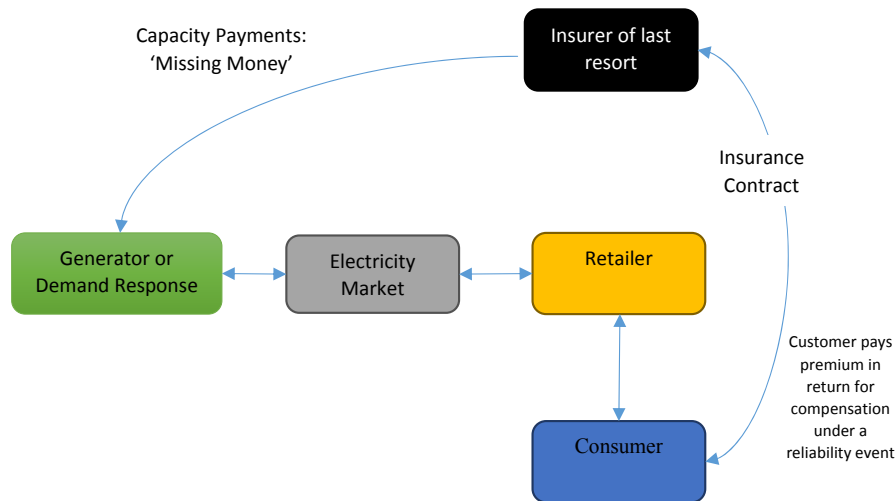 Capacity Payments:
‘Missing Money’
Insurer of last
resort
Insurance
Contract
Generator or
Demand Response
Electricity
Market
Retailer
Customer pays
premium in
return for
compensation
under a
reliability event
Consumer